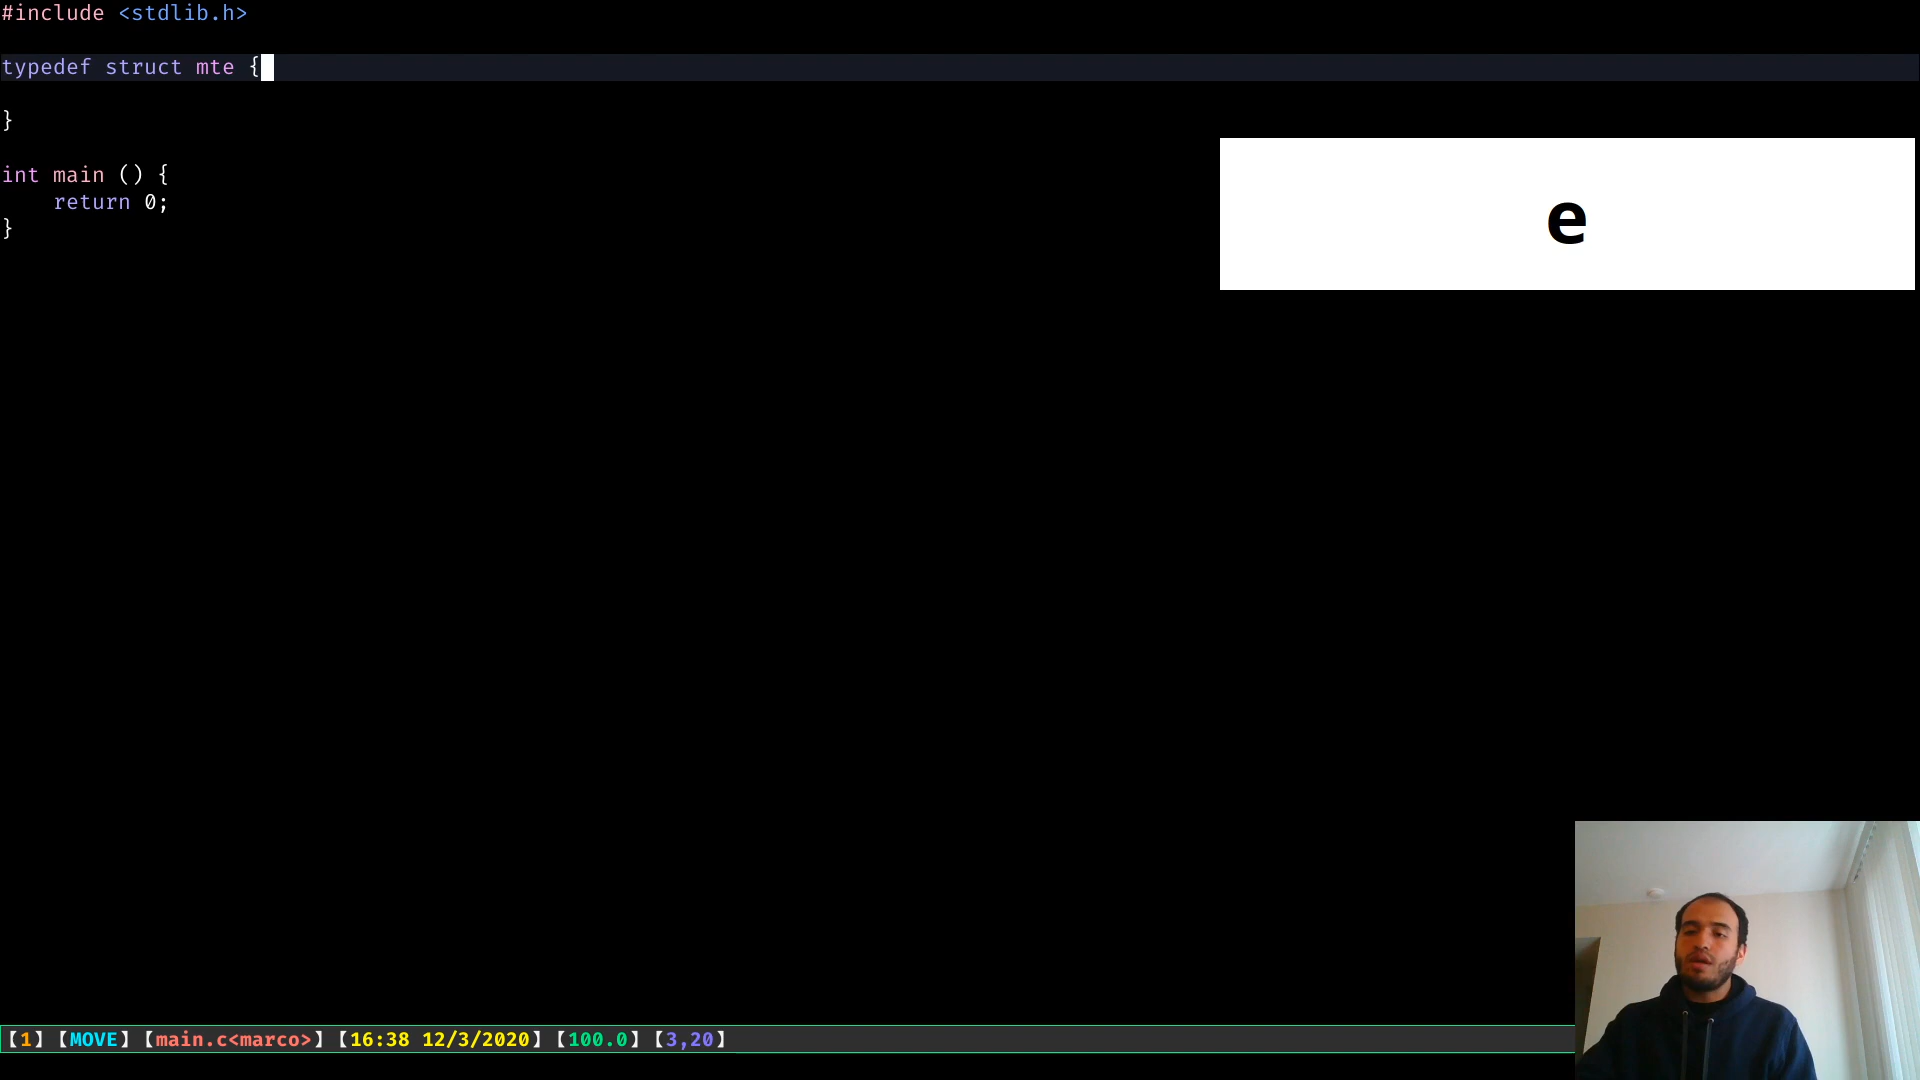 #include <stdlib.h>
typedef struct mte {
}
int main () {
    return 0;
}
e
【1】【MOVE】【main.c<marco>】【16:38 12/3/2020】【100.0】【3,20】